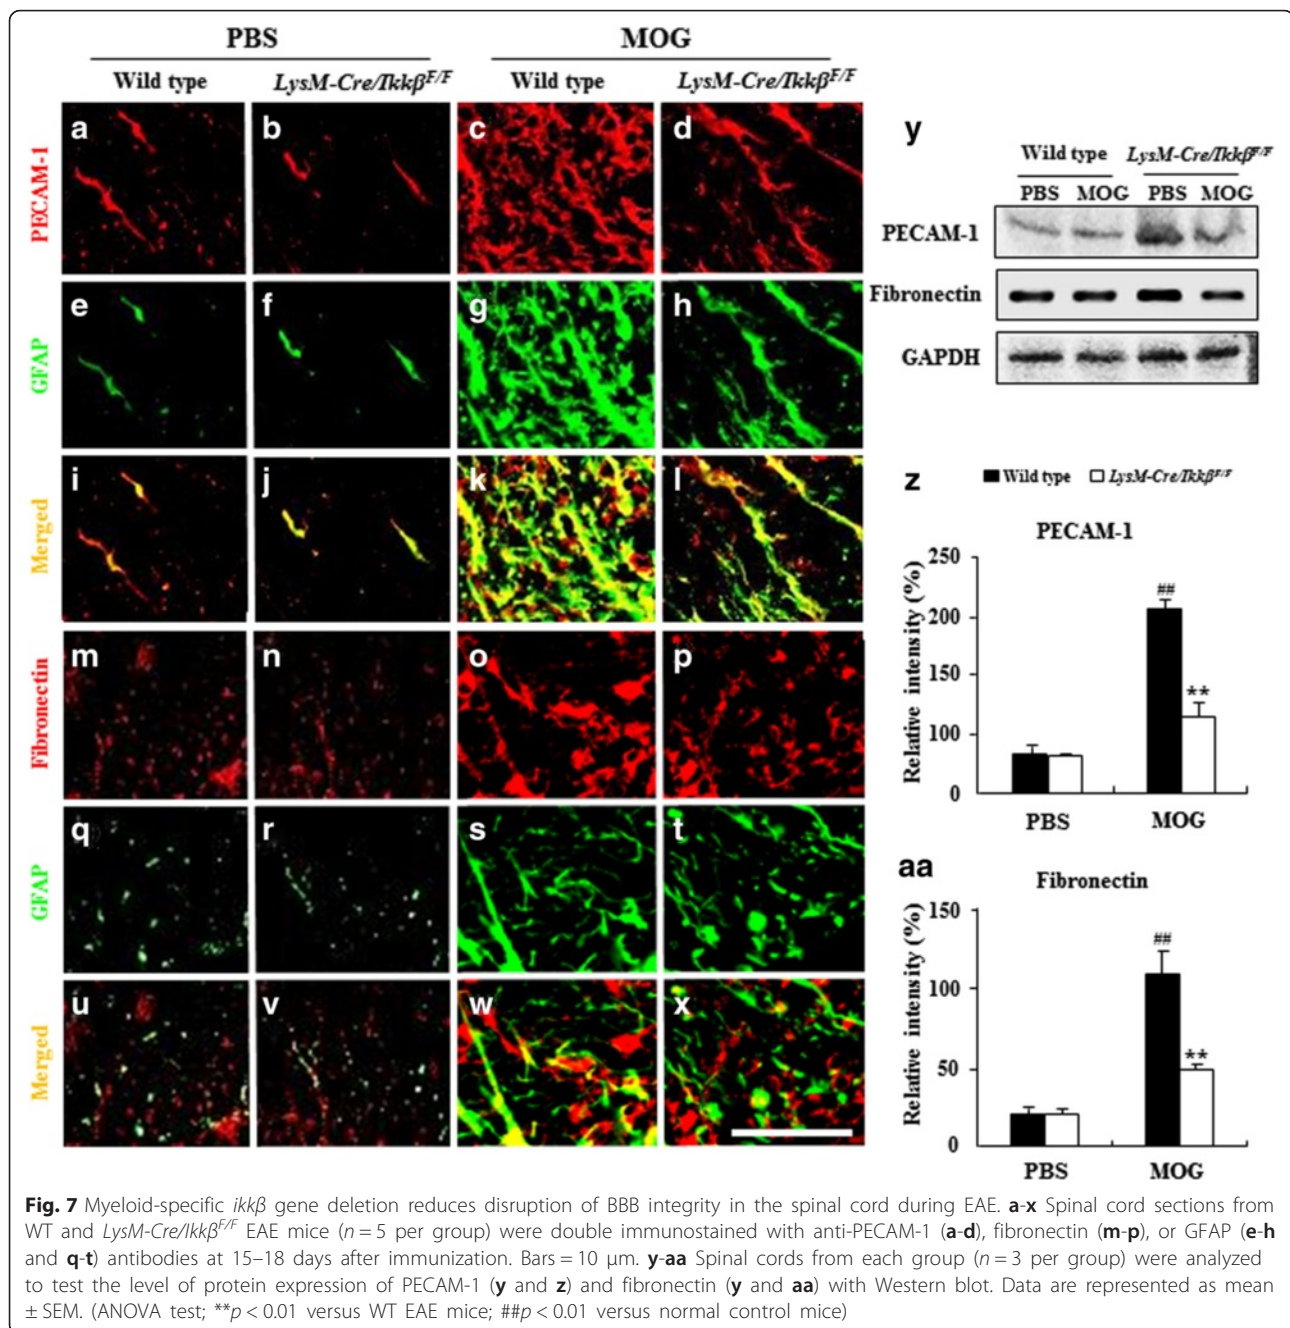 PBS MOG
Wild type LysM-Cre/Ikkβ^F/F Wild type LysM-Cre/Ikkβ^F/F
PECAM-1 a b c d
GFAP e f g h
Merged i j k l
Fibronectin m n o p
GFAP q r s t
Merged u v w x
y
Wild type LysM-Cre/Ikkβ^F/F
PBS MOG PBS MOG
PECAM-1
Fibronectin
GAPDH
z
Wild type LysM-Cre/Ikkβ^F/F
PECAM-1
Relative intensity (%)
250
200
150
100
0
##
**
PBS MOG
aa
Fibronectin
Relative intensity (%)
150
100
50
0
##
**
PBS MOG
Fig. 7 Myeloid-specific ikkβ gene deletion reduces disruption of BBB integrity in the spinal cord during EAE. a-x Spinal cord sections from
WT and LysM-Cre/Ikkβ^F/F EAE mice (n = 5 per group) were double immunostained with anti-PECAM-1 (a-d), fibronectin (m-p), or GFAP (e-h
and q-t) antibodies at 15–18 days after immunization. Bars = 10 μm. y-aa Spinal cords from each group (n = 3 per group) were analyzed
to test the level of protein expression of PECAM-1 (y and z) and fibronectin (y and aa) with Western blot. Data are represented as mean
± SEM. (ANOVA test; **p < 0.01 versus WT EAE mice; ##p < 0.01 versus normal control mice)